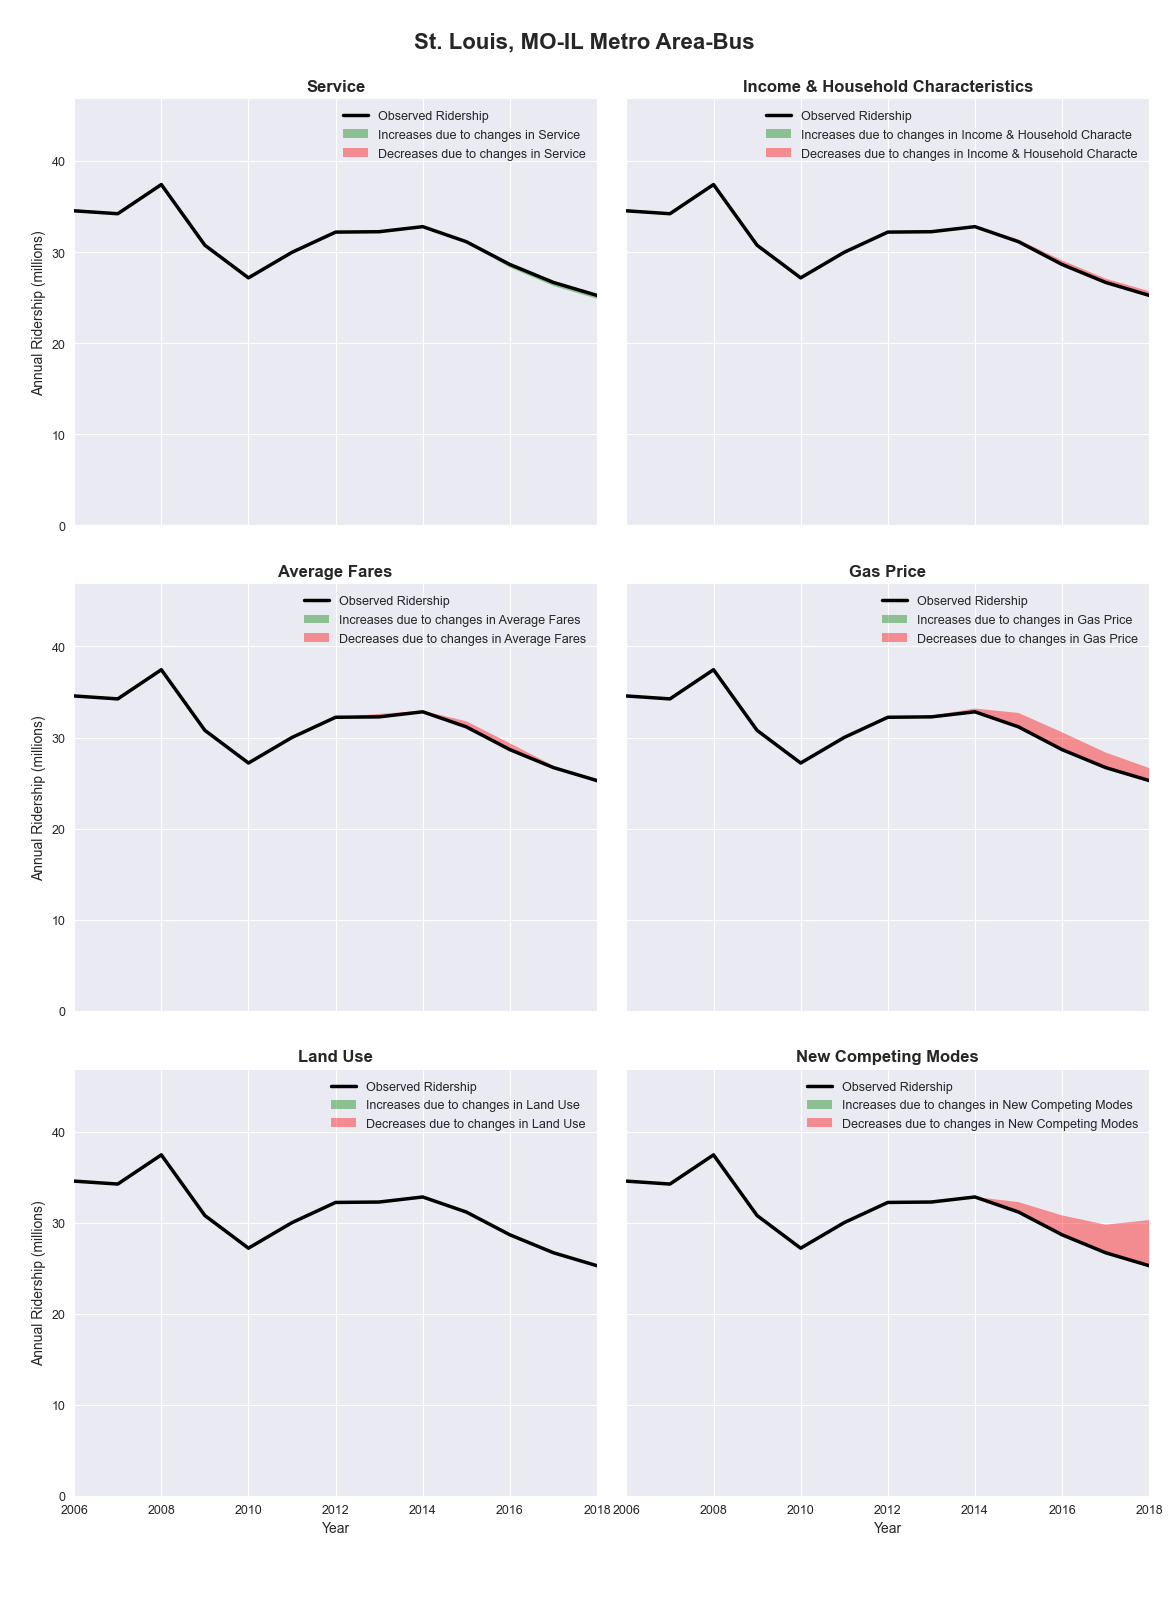 St. Louis, MO-IL Metro Area-Bus
Service
Observed Ridership
Increases due to changes in Service
Decreases due to changes in Service
40
30
20
10
0
Annual Ridership (millions)
Income & Household Characteristics
Observed Ridership
Increases due to changes in Income & Household Characte
Decreases due to changes in Income & Household Characte
Average Fares
Observed Ridership
Increases due to changes in Average Fares
Decreases due to changes in Average Fares
40
30
20
10
0
Annual Ridership (millions)
Gas Price
Observed Ridership
Increases due to changes in Gas Price
Decreases due to changes in Gas Price
Land Use
Observed Ridership
Increases due to changes in Land Use
Decreases due to changes in Land Use
40
30
20
10
0
Annual Ridership (millions)
2006 2008 2010 2012 2014 2016 2018
Year
New Competing Modes
Observed Ridership
Increases due to changes in New Competing Modes
Decreases due to changes in New Competing Modes
2006 2008 2010 2012 2014 2016 2018
Year